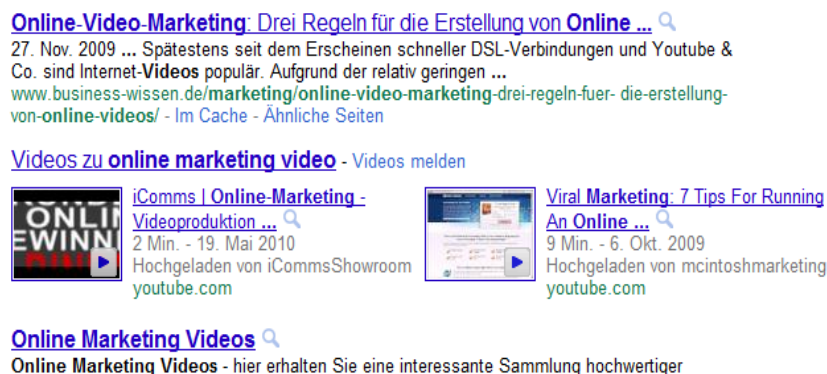 Online-Video-Marketing: Drei Regeln für die Erstellung von Online ...
27. Nov. 2009 ... Spätestens seit dem Erscheinen schneller DSL-Verbindungen und Youtube &
Co. sind Internet-Videos populär. Aufgrund der relativ geringen ...
www.business-wissen.de/marketing/online-video-marketing-drei-regeln-fuer- die-erstellung-
von-online-videos/ - Im Cache - Ähnliche Seiten
Videos zu online marketing video - Videos melden
ONLI
EWINN
iComms | Online-Marketing -
Videoproduktion ...
2 Min. - 19. Mai 2010
Hochgeladen von iCommsShowroom
youtube.com
Viral Marketing: 7 Tips For Running
An Online ...
9 Min. - 6. Okt. 2009
Hochgeladen von mcintoshmarketing
youtube.com
Online Marketing Videos
Online Marketing Videos - hier erhalten Sie eine interessante Sammlung hochwertiger